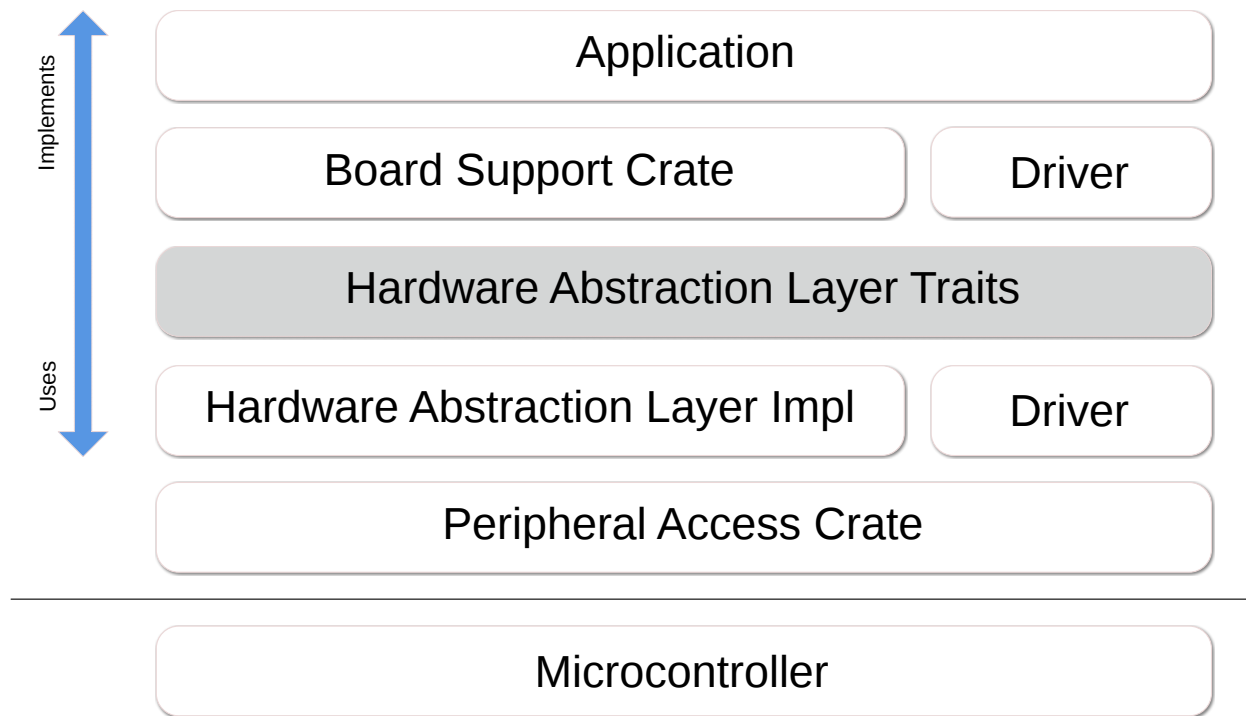 Implements
Uses
Application
Board Support Crate
Driver
Hardware Abstraction Layer Traits
Hardware Abstraction Layer Impl
Driver
Peripheral Access Crate
Microcontroller